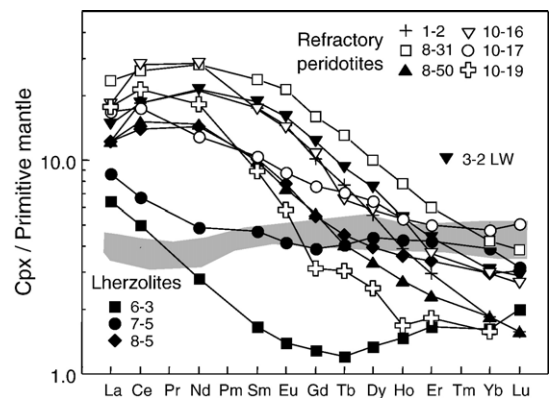 Cpx / Primitive mantle
10.0
1.0
Refractory
peridotites
1-2
8-31
8-50
10-16
10-17
10-19
3-2 LW
Lherzolites
6-3
7-5
8-5
La Ce Pr Nd Pm Sm Eu Gd Tb Dy Ho Er Tm Yb Lu